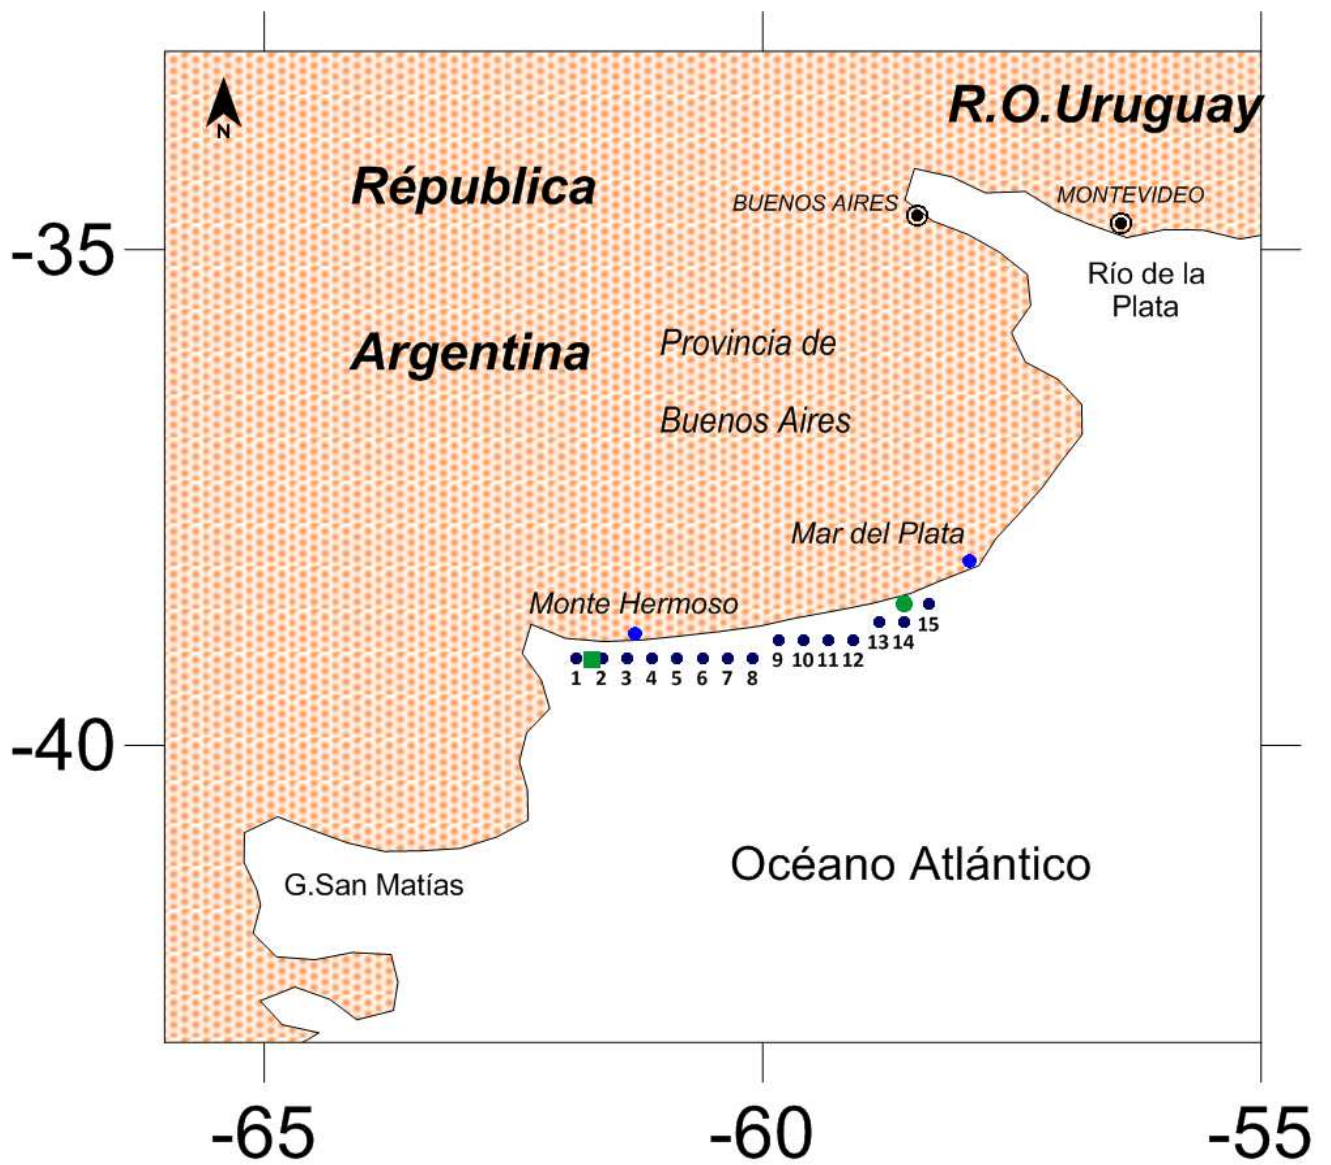 N
R.O.Uruguay
Républica
BUENOS AIRES
MONTEVIDEO
-35
Río de la
Plata
Argentina
Provincia de
Buenos Aires
Mar del Plata
Monte Hermoso
1 2 3 4 5 6 7 8 9 10 11 12 13 14 15
-40
Océano Atlántico
G.San Matías
-65 -60 -55